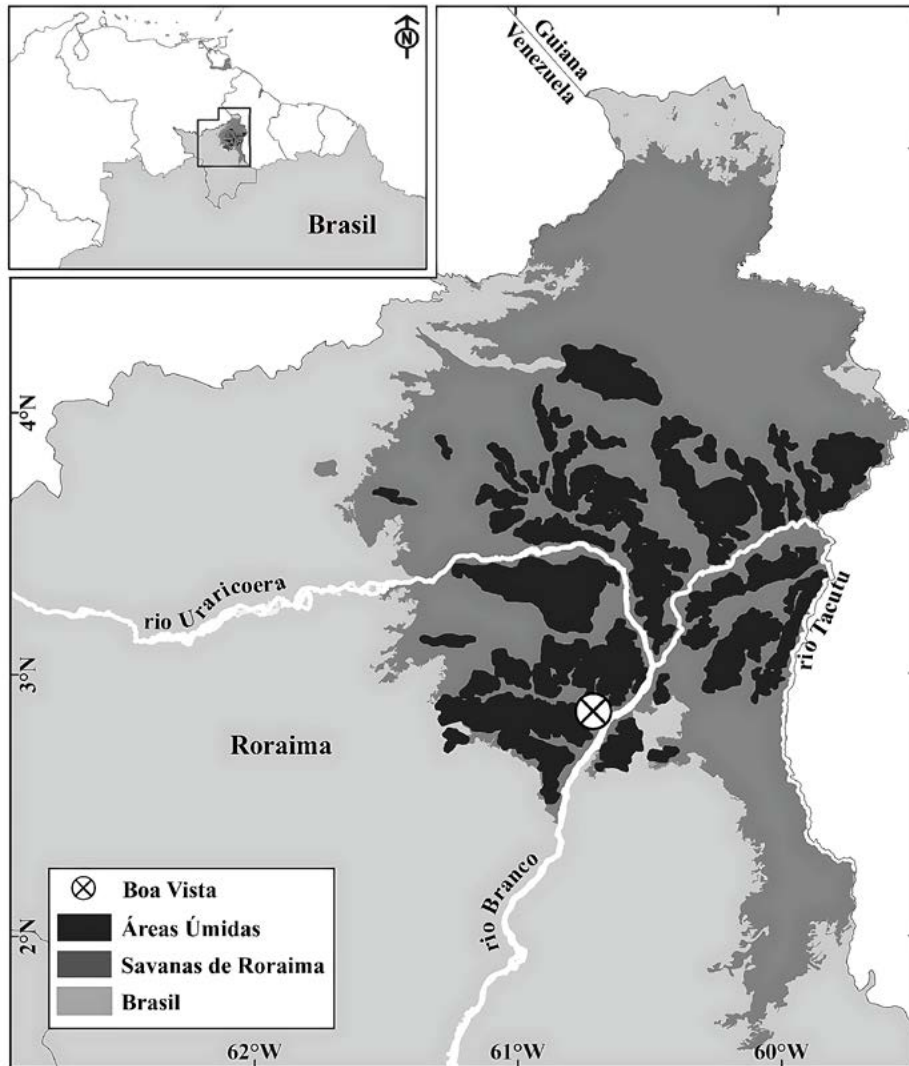 N
Brasil
Guiana
Venezuela
4°N
rio Uraricoera
rio Tacutu
3°N
Roraima
rio Branco
2°N
Boa Vista
Áreas Úmidas
Savanas de Roraima
Brasil
62°W
61°W
60°W